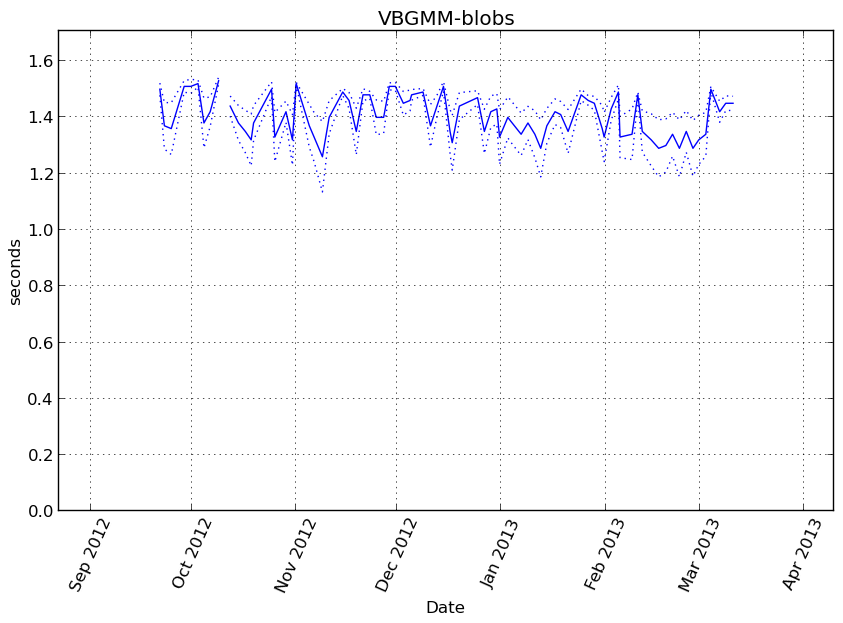 VBGMM-blobs
1.6
1.4
1.2
1.0
0.8
0.6
0.4
0.2
0.0
seconds
Sep 2012
Oct 2012
Nov 2012
Dec 2012
Jan 2013
Feb 2013
Mar 2013
Apr 2013
Date